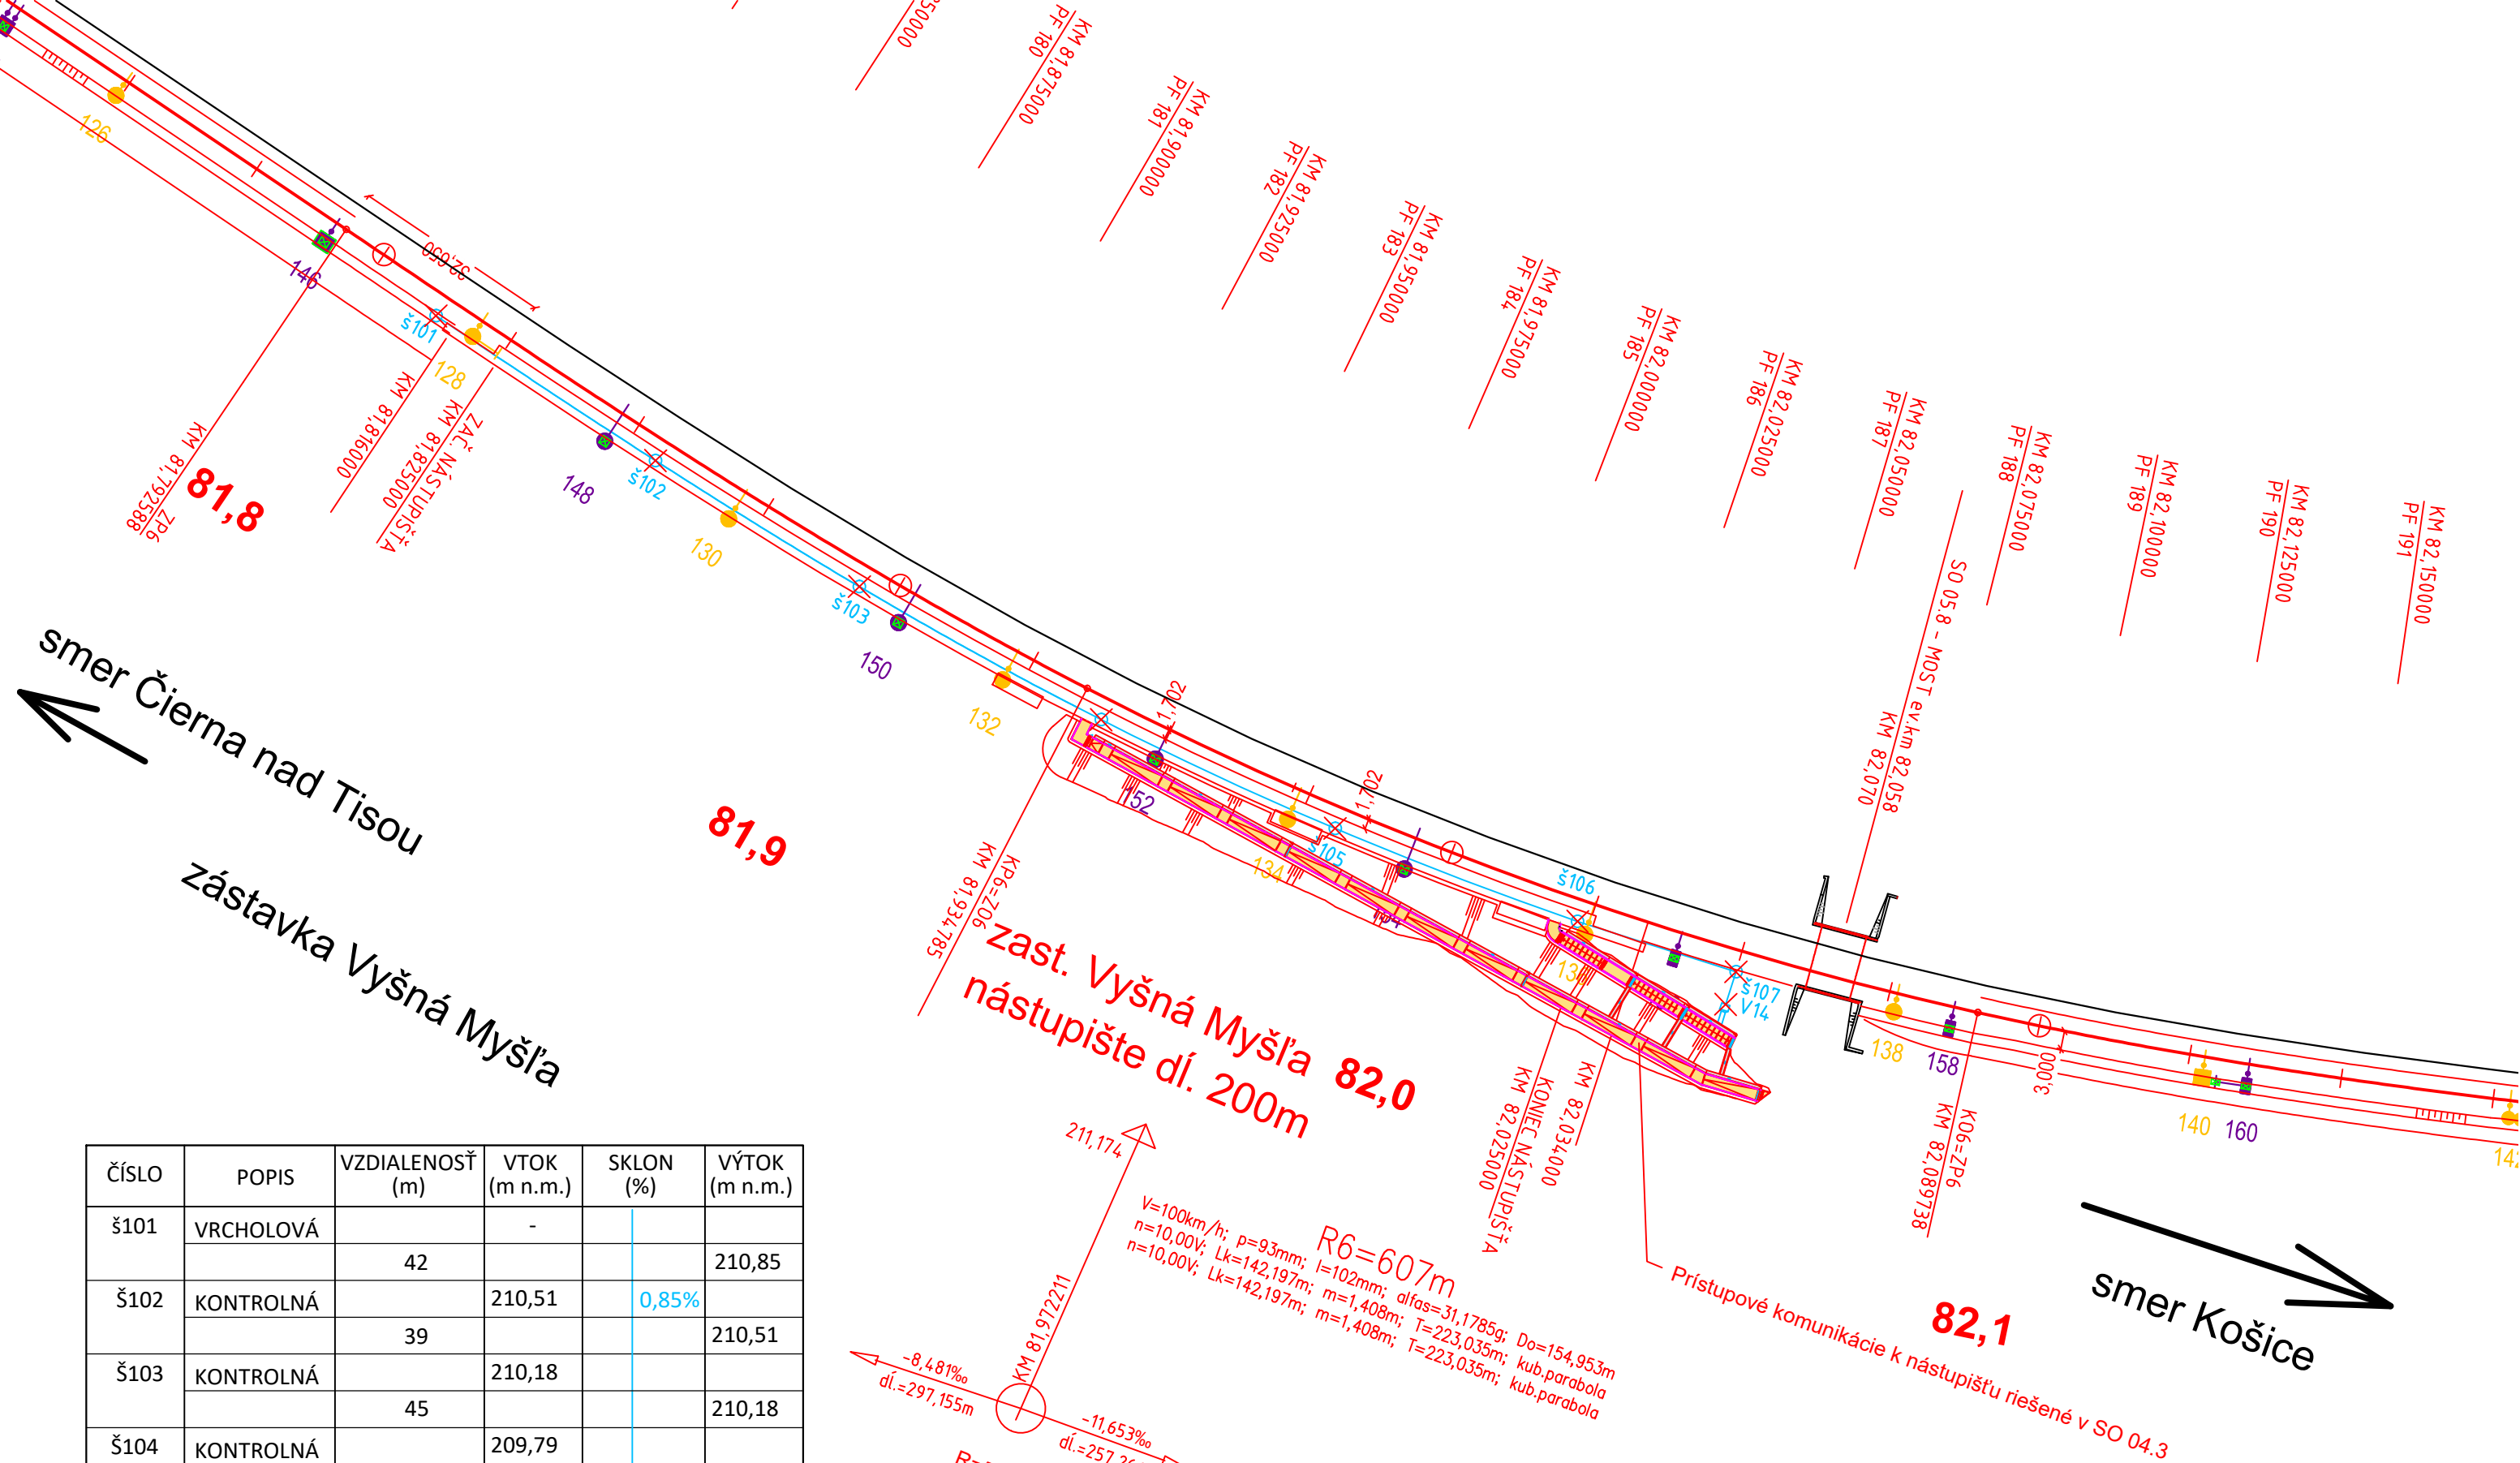 KM 81,875000
PF 180
KM 81,900000
PF 181
KM 81,925000
PF 182
KM 81,950000
PF 183
KM 81,975000
PF 184
KM 82,000000
PF 185
KM 82,025000
PF 186
KM 82,050000
PF 187
KM 82,075000
PF 188
KM 82,100000
PF 189
KM 82,125000
PF 190
KM 82,150000
PF 191
126
146
32,650
š101
128
KM 81,816000
ZAČ. NÁSTUPIŠŤA
KM 81,825000
ZP6
KM 81,792588
81,8
148
š102
130
š103
150
132
1,702
152
1,702
134
š105
š106
š107
V14
SO 05.8 - MOST ev.km 82,058
KM 82,070
138
158
3,000
140
160
smer Čierna nad Tisou
zástavka Vyšná Myšľa
81,9
KP6=ZO6
KM 81,934785
zast. Vyšná Myšľa
nástupište dĺ. 200m
82,0
KM 82,034000
KONIEC NÁSTUPIŠŤA
KM 82,025000
KO6=ZP6
KM 82,089738
211,174
KM 81,972211
-8,481‰
dĺ.=297,155m
-11,653‰
R6=607m
V=100km/h; p=93mm; I=102mm; alfas=31,1785g; Do=154,953m
n=10,00V; Lk=142,197m; m=1,408m; T=223,035m; kub.parabola
n=10,00V; Lk=142,197m; m=1,408m; T=223,035m; kub.parabola
Prístupové komunikácie k nástupišťu riešené v SO 04.3
82,1
smer Košice
ČÍSLO POPIS VZDIALENOSŤ (m) VTOK (m n.m.) SKLON (%) VÝTOK (m n.m.)
š101 VRCHOLOVÁ -
42 210,85
Š102 KONTROLNÁ 210,51 0,85%
39 210,51
Š103 KONTROLNÁ 210,18
45 210,18
Š104 KONTROLNÁ 209,79